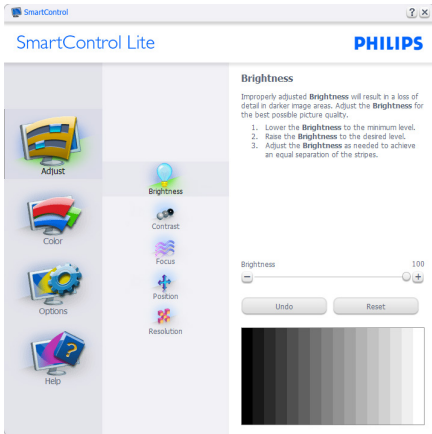 SmartControl
SmartControl Lite
PHILIPS
Adjust
Color
Options
Help
Brightness
Contrast
Focus
Position
Resolution
Brightness
Improperly adjusted Brightness will result in a loss of
detail in darker image areas. Adjust the Brightness for
the best possible picture quality.
1. Lower the Brightness to the minimum level.
2. Raise the Brightness to the desired level.
3. Adjust the Brightness as needed to achieve
an equal separation of the stripes.
Brightness 100
Undo Reset